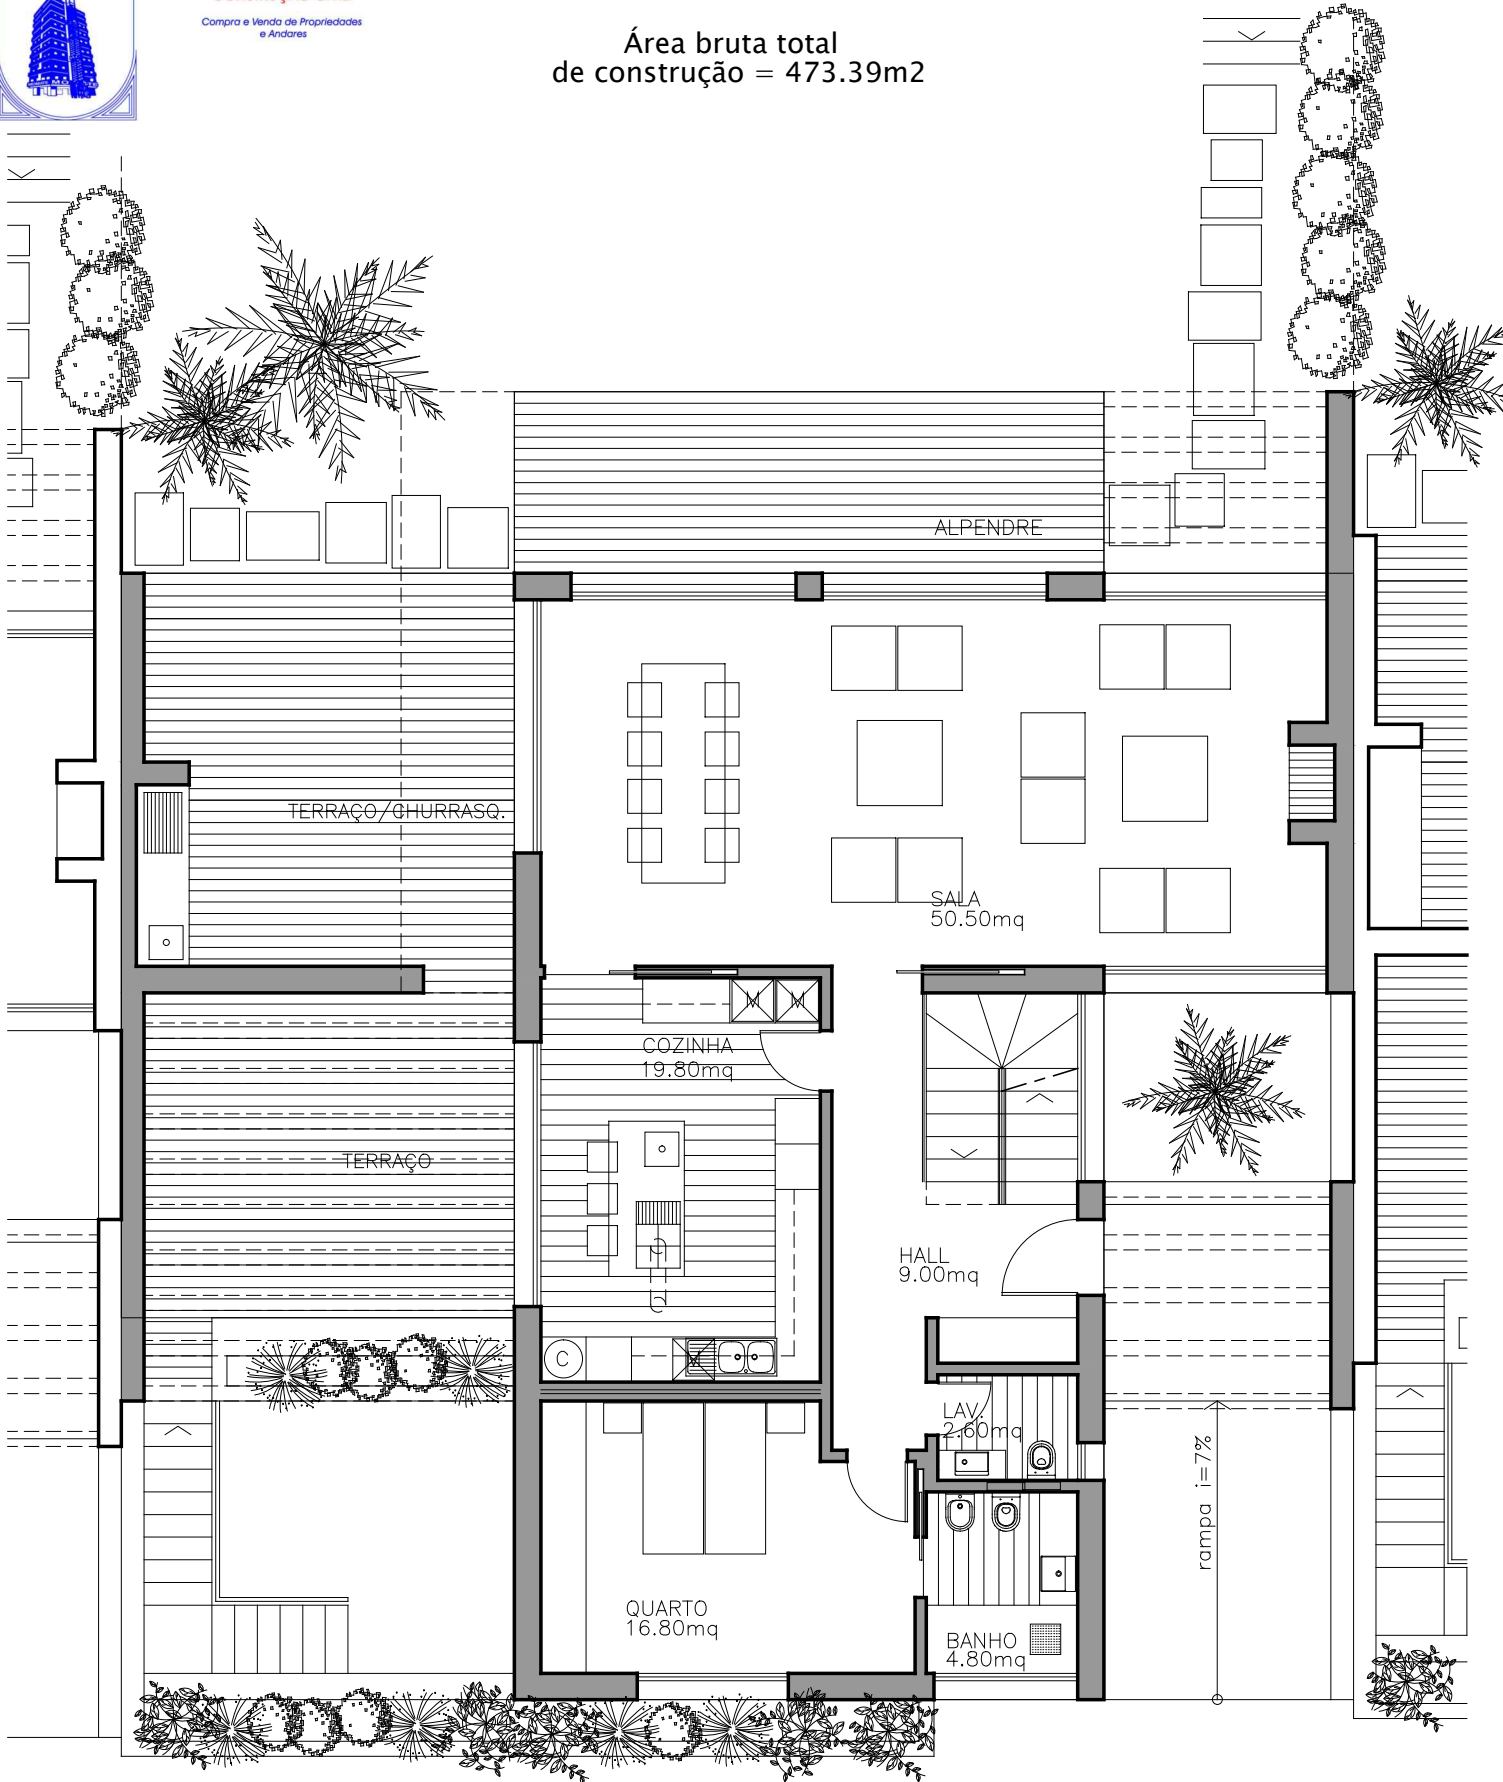 Compra e Venda de Propriedades
e Andares
Área bruta total
de construção = 473.39m2
ALPENDRE
TERRAÇO/CHURRASQ.
SALA
50.50mq
COZINHA
19.80mq
TERRAÇO
HALL
9.00mq
C
LAV.
2.60mq
rampa i=7%
QUARTO
16.80mq
BANHO
4.80mq